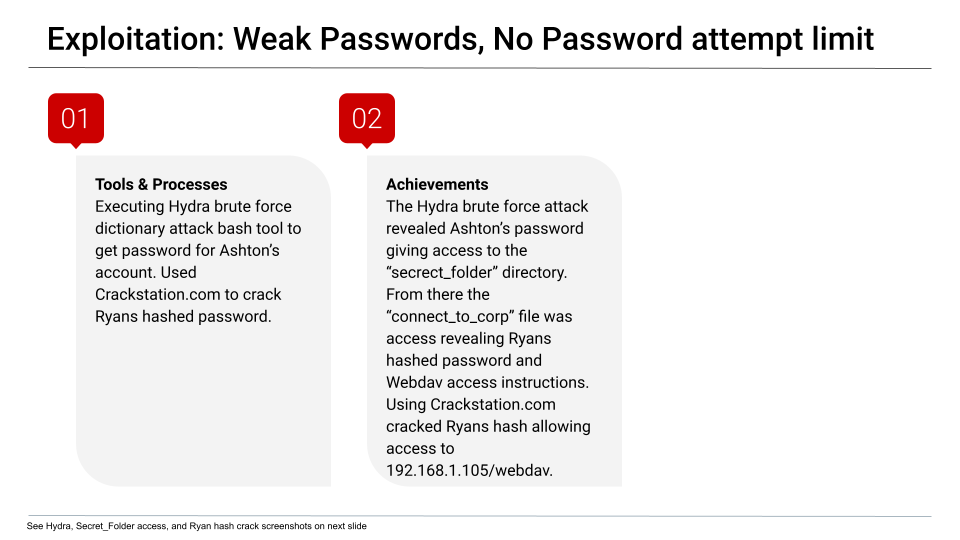 Exploitation: Weak Passwords, No Password attempt limit
01
Tools & Processes
Executing Hydra brute force
dictionary attack bash tool to
get password for Ashton’s
account. Used
Crackstation.com to crack
Ryans hashed password.
02
Achievements
The Hydra brute force attack
revealed Ashton’s password
giving access to the
“secrect_folder” directory.
From there the
“connect_to_corp” file was
access revealing Ryans
hashed password and
Webdav access instructions.
Using Crackstation.com
cracked Ryans hash allowing
access to
192.168.1.105/webdav.
See Hydra, Secret_Folder access, and Ryan hash crack screenshots on next slide